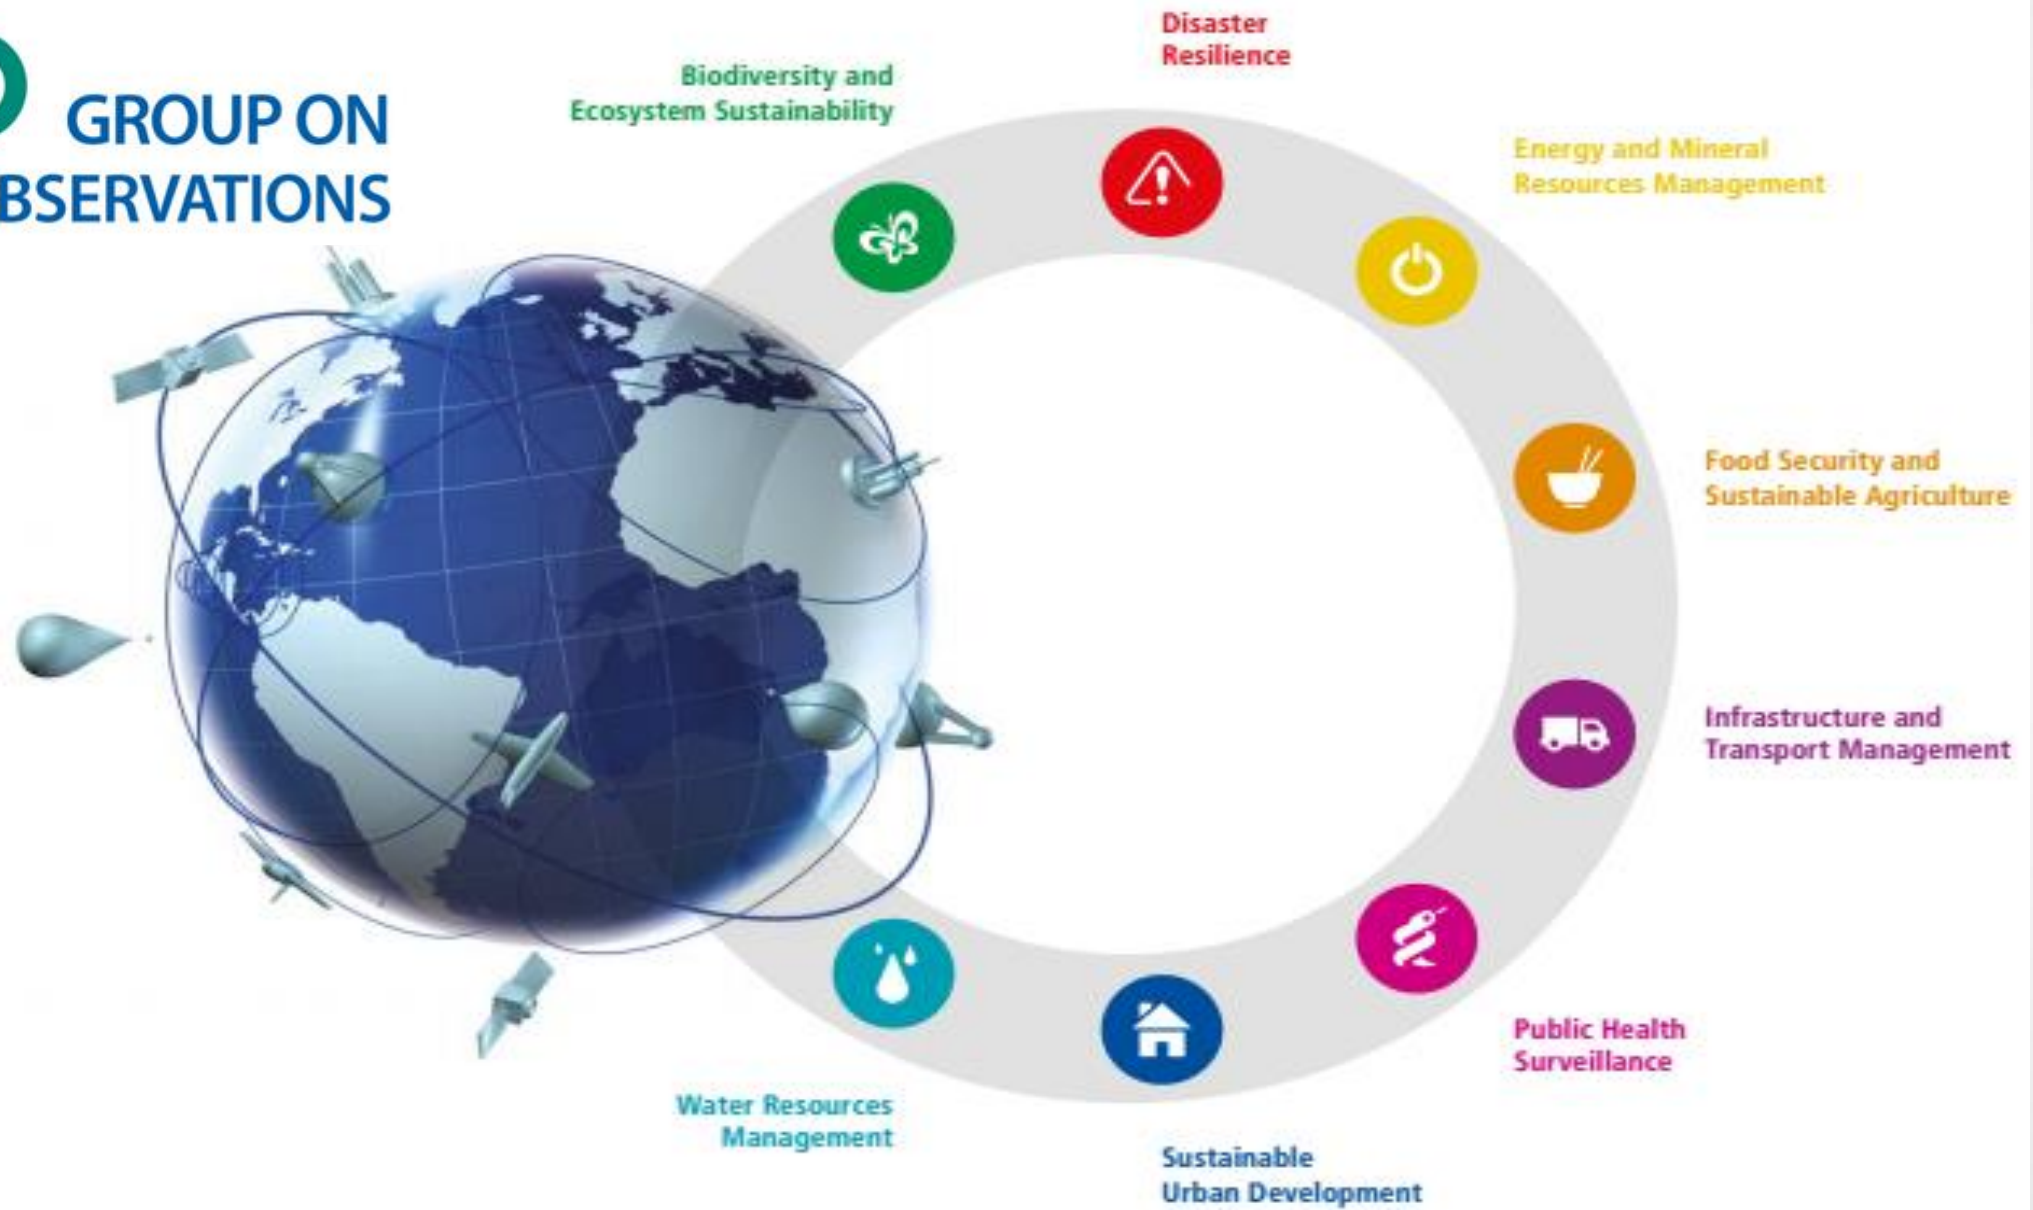 GROUP ON
BSERVATIONS
Disaster
Resilience
Biodiversity and
Ecosystem Sustainability
Energy and Mineral
Resources Management
Food Security and
Sustainable Agriculture
Infrastructure and
Transport Management
Public Health
Surveillance
Sustainable
Urban Development
Water Resources
Management